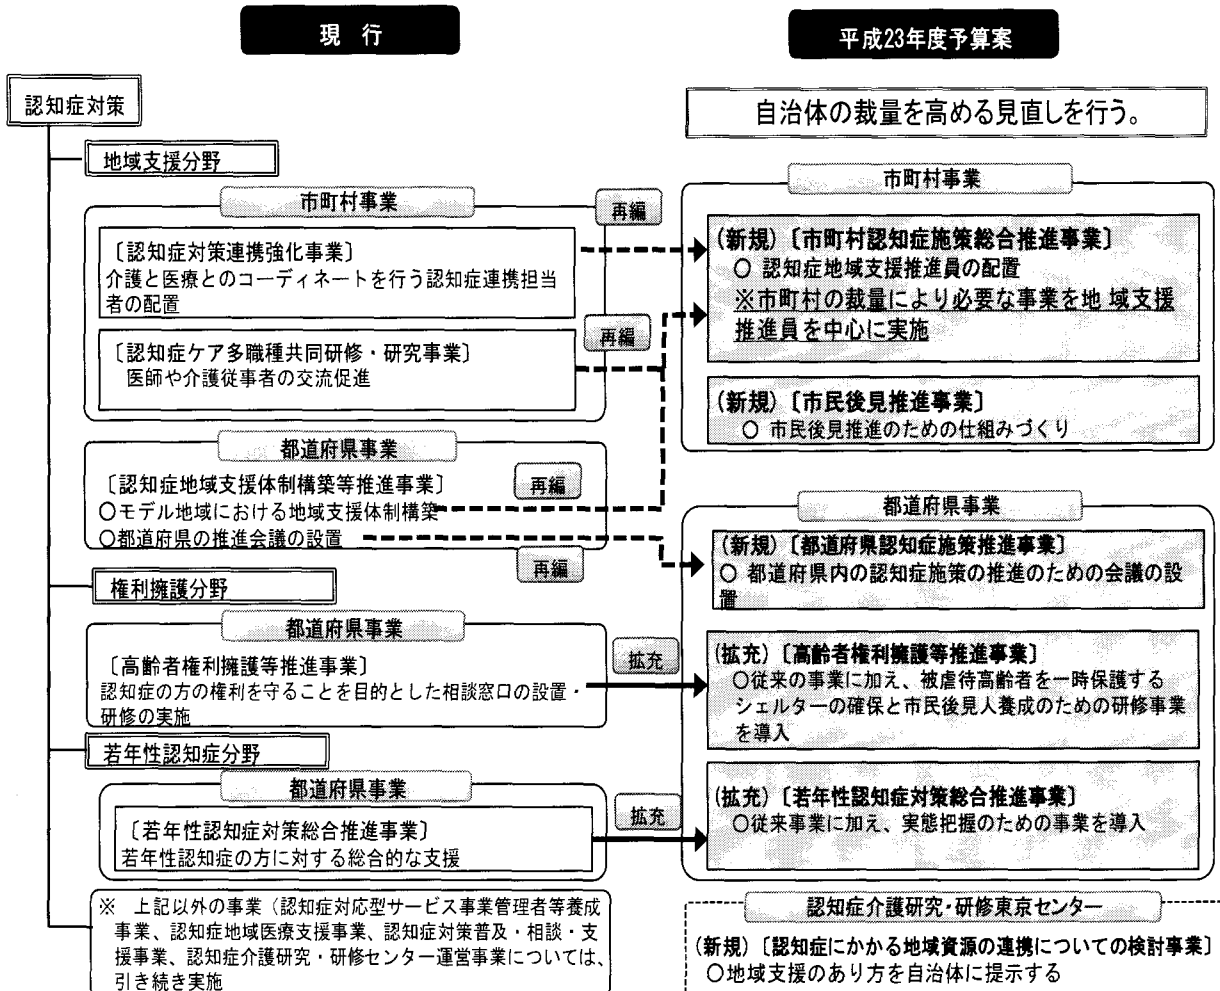 現 行
認知症対策
地域支援分野
市町村事業
再編
〔認知症対策連携強化事業〕
介護と医療とのコーディネートを行う認知症連携担当
者の配置
再編
〔認知症ケア多職種共同研修・研究事業〕
医師や介護従事者の交流促進
都道府県事業
〔認知症地域支援体制構築等推進事業〕
再編
〇モデル地域における地域支援体制構築
〇都道府県の推進会議の設置
再編
権利擁護分野
都道府県事業
〔高齢者権利擁護等推進事業〕
認知症の方の権利を守ることを目的とした相談窓口の設置・
研修の実施
拡充
若年性認知症分野
都道府県事業
〔若年性認知症対策総合推進事業〕
若年性認知症の方に対する総合的な支援
拡充
※ 上記以外の事業（認知症対応型サービス事業管理者等養成
事業、認知症地域医療支援事業、認知症対策普及・相談・支
援事業、認知症介護研究・研修センター運営事業については、
引き続き実施
平成23年度予算案
自治体の裁量を高める見直しを行う。
市町村事業
(新規)〔市町村認知症施策総合推進事業〕
〇 認知症地域支援推進員の配置
※市町村の裁量により必要な事業を地 域支援
推進員を中心に実施
(新規)〔市民後見推進事業〕
〇 市民後見推進のための仕組みづくり
都道府県事業
(新規)〔都道府県認知症施策推進事業〕
〇 都道府県内の認知症施策の推進のための会議の設
置
(拡充)〔高齢者権利擁護等推進事業〕
〇従来の事業に加え、被虐待高齢者を一時保護する
シェルターの確保と市民後見人養成のための研修事業
を導入
(拡充)〔若年性認知症対策総合推進事業〕
〇従来事業に加え、実態把握のための事業を導入
認知症介護研究・研修東京センター
(新規)〔認知症にかかる地域資源の連携についての検討事業〕
〇地域支援のあり方を自治体に提示する